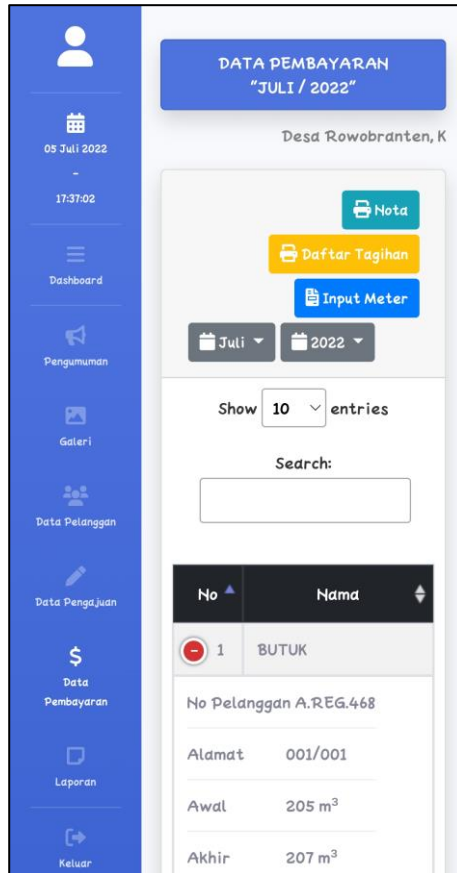 05 Juli 2022
-
17:37:02
Dashboard
Pengumuman
Galeri
Data Pelanggan
Data Pengajuan
Data
Pembayaran
Laporan
Keluar
DATA PEMBAYARAN
"JULI / 2022"
Desa Rowobranten, K
Nota
Daftar Tagihan
Input Meter
Juli 2022
Show 10 entries
Search:
No Nama
1 BUTUK
No Pelanggan A.REG.468
Alamat 001/001
Awal 205 m³
Akhir 207 m³